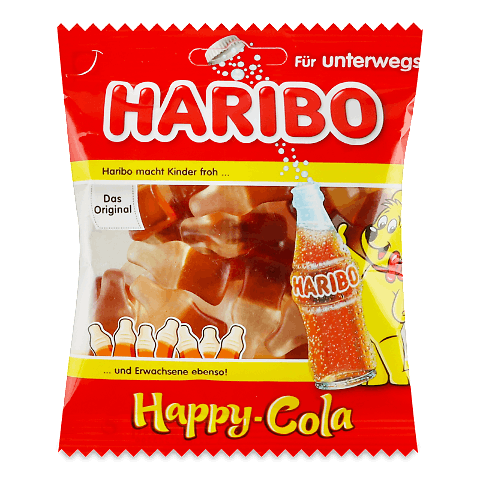 Für unterwegs
HARIBO
Haribo macht Kinder froh ...
Das
Original
HARIBO
... und Erwachsene ebenso!
Happy-Cola